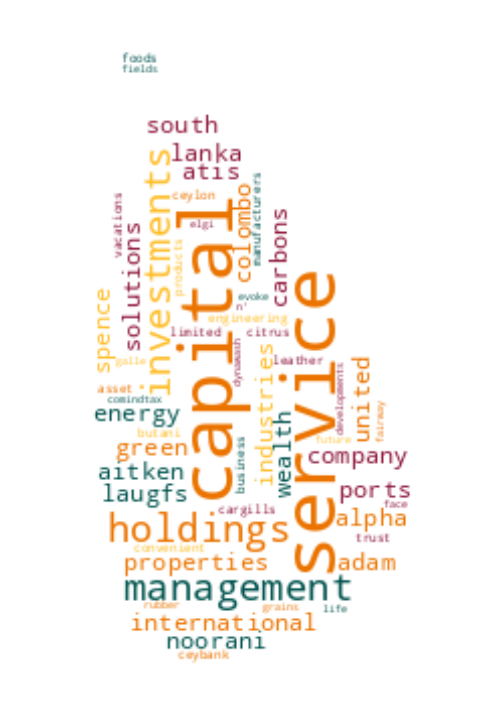 foods
fields
south
lanka
atis
investments
ceylon
colombo
manufacturers
vacations
solutions
elgi
capital
products
carbons
service
evoke
n'
engineering
spence
limited
citrus
industries
leather
dynawash
developments
galle
asset
comindtax
energy
united
fairway
wealth
butani
future
green
business
company
aitken
laugfs
ports
face
cargills
holdings
alpha
trust
convenient
properties
adam
management
rubber
grains
life
international
noorani
ceybank